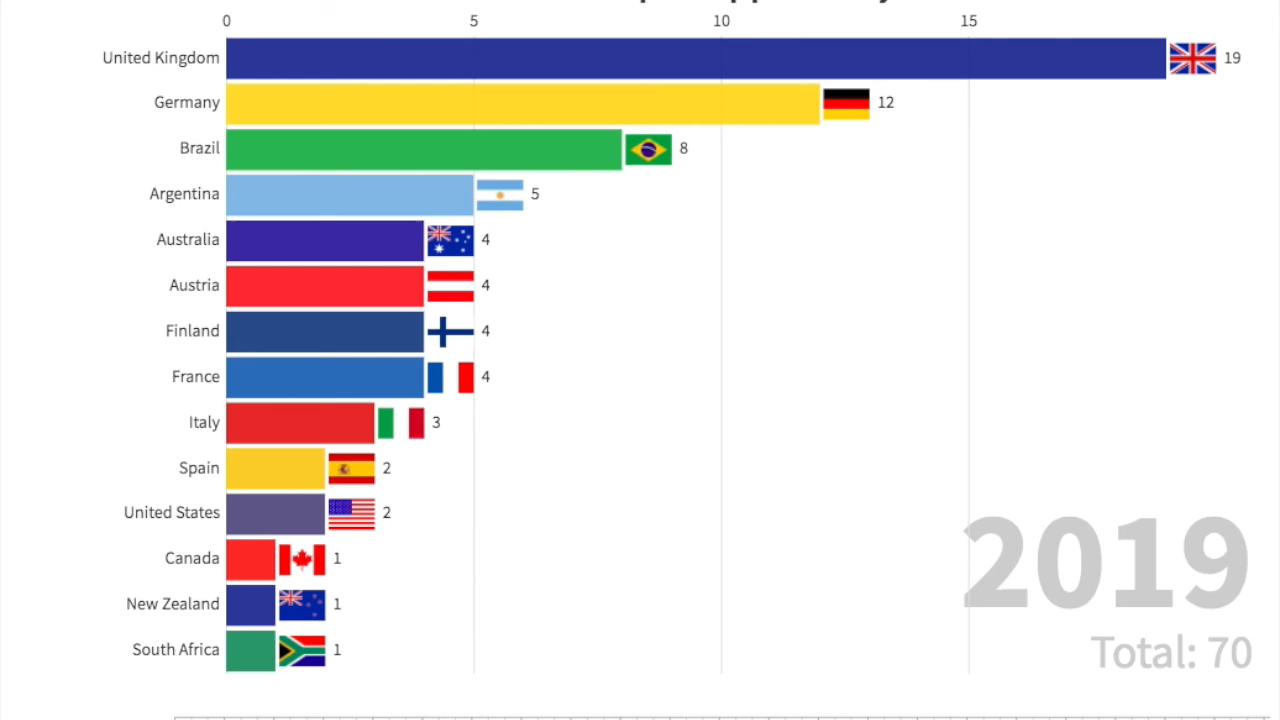 0 5 10 15
United Kingdom 19
Germany 12
Brazil 8
Argentina 5
Australia 4
Austria 4
Finland 4
France 4
Italy 3
Spain 2
United States 2
Canada 1
New Zealand 1
South Africa 1
2019
Total: 70